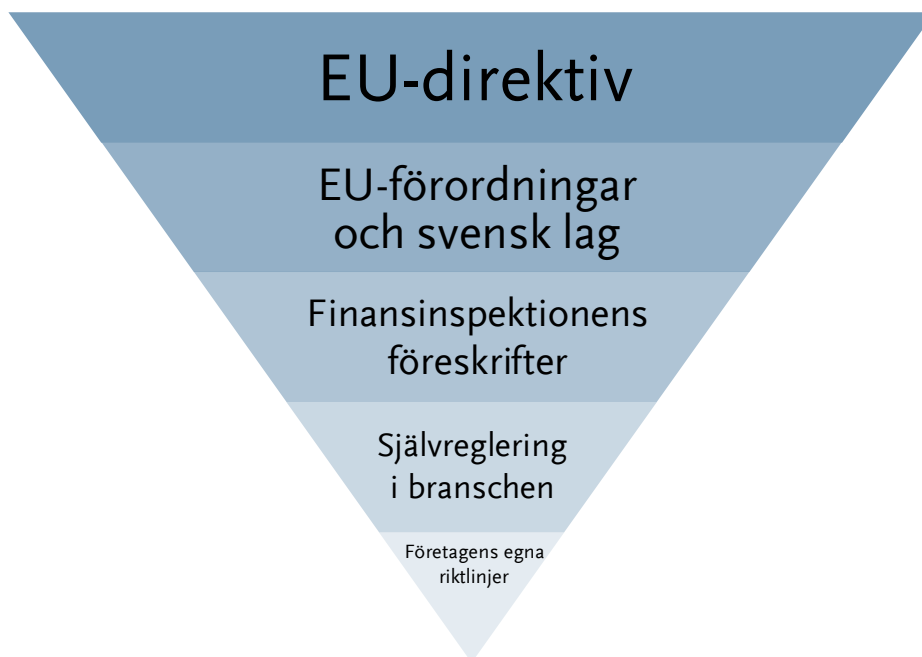 EU-direktiv
EU-förordningar
och svensk lag
Finansinspektionens
föreskrifter
Självreglering
i branschen
Företagens egna
riktlinjer